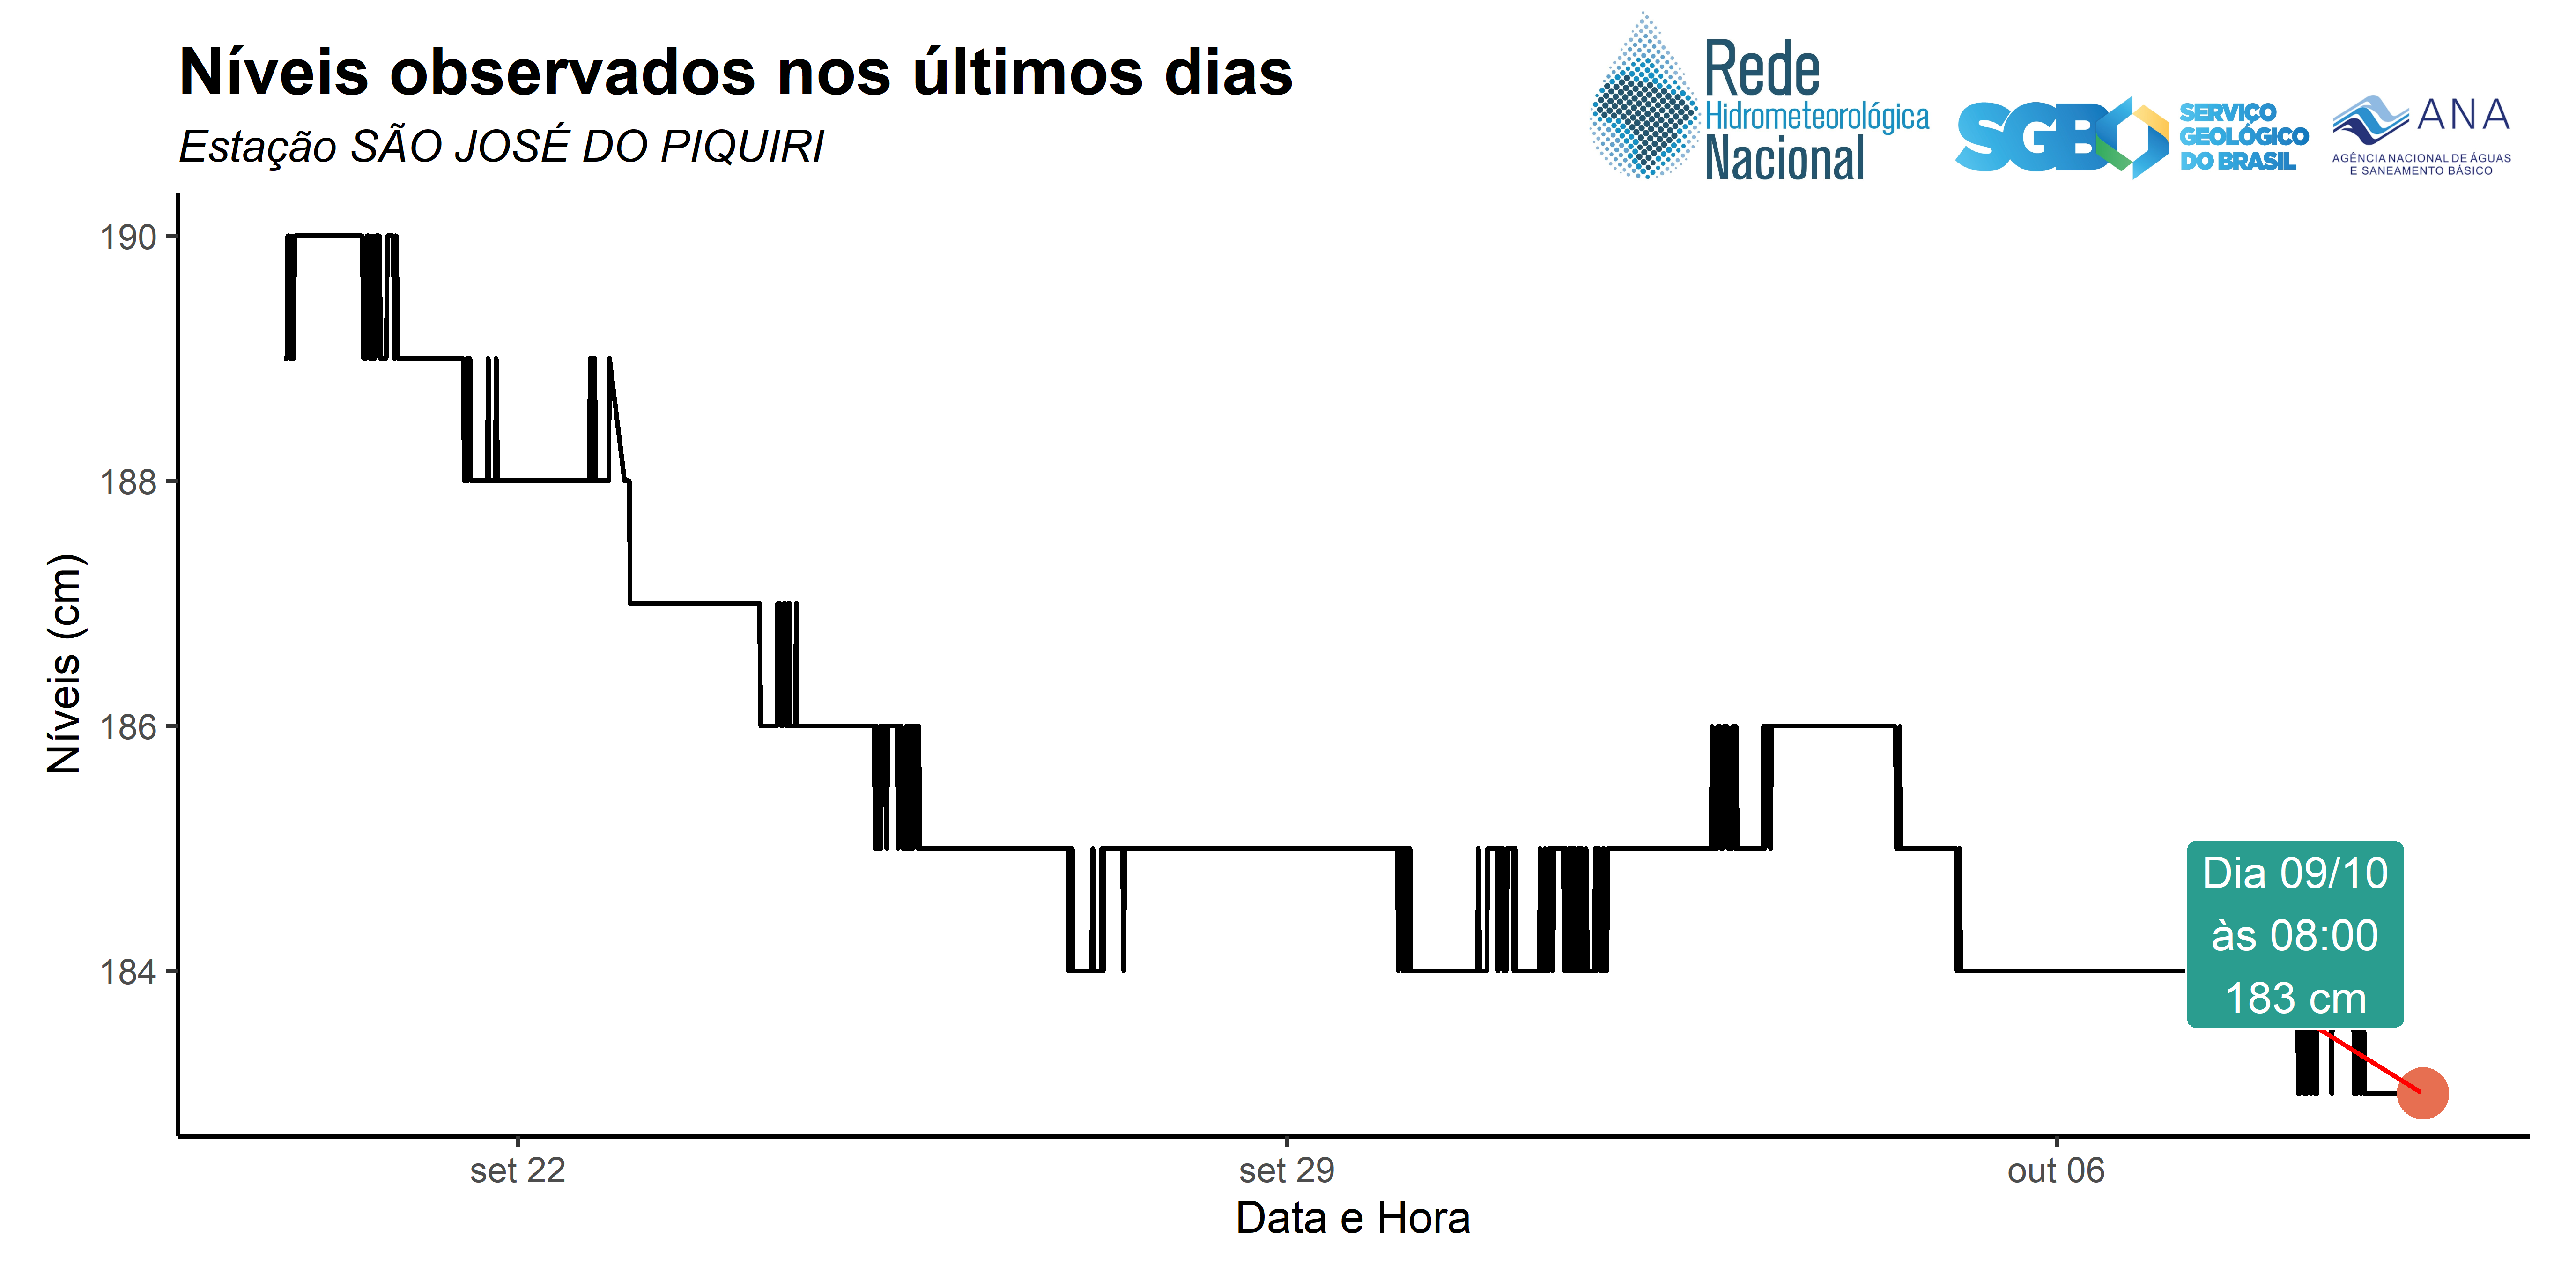 Níveis observados nos últimos dias
Estação SÃO JOSÉ DO PIQUIRI
Rede
Hidrometeorológica
Nacional
SGB
SERVIÇO
GEOLÓGICO
DO BRASIL
ANA
AGÊNCIA NACIONAL DE ÁGUAS
E SANEAMENTO BÁSICO
190
188
186
184
Níveis (cm)
Dia 09/10
às 08:00
183 cm
set 22
set 29
out 06
Data e Hora